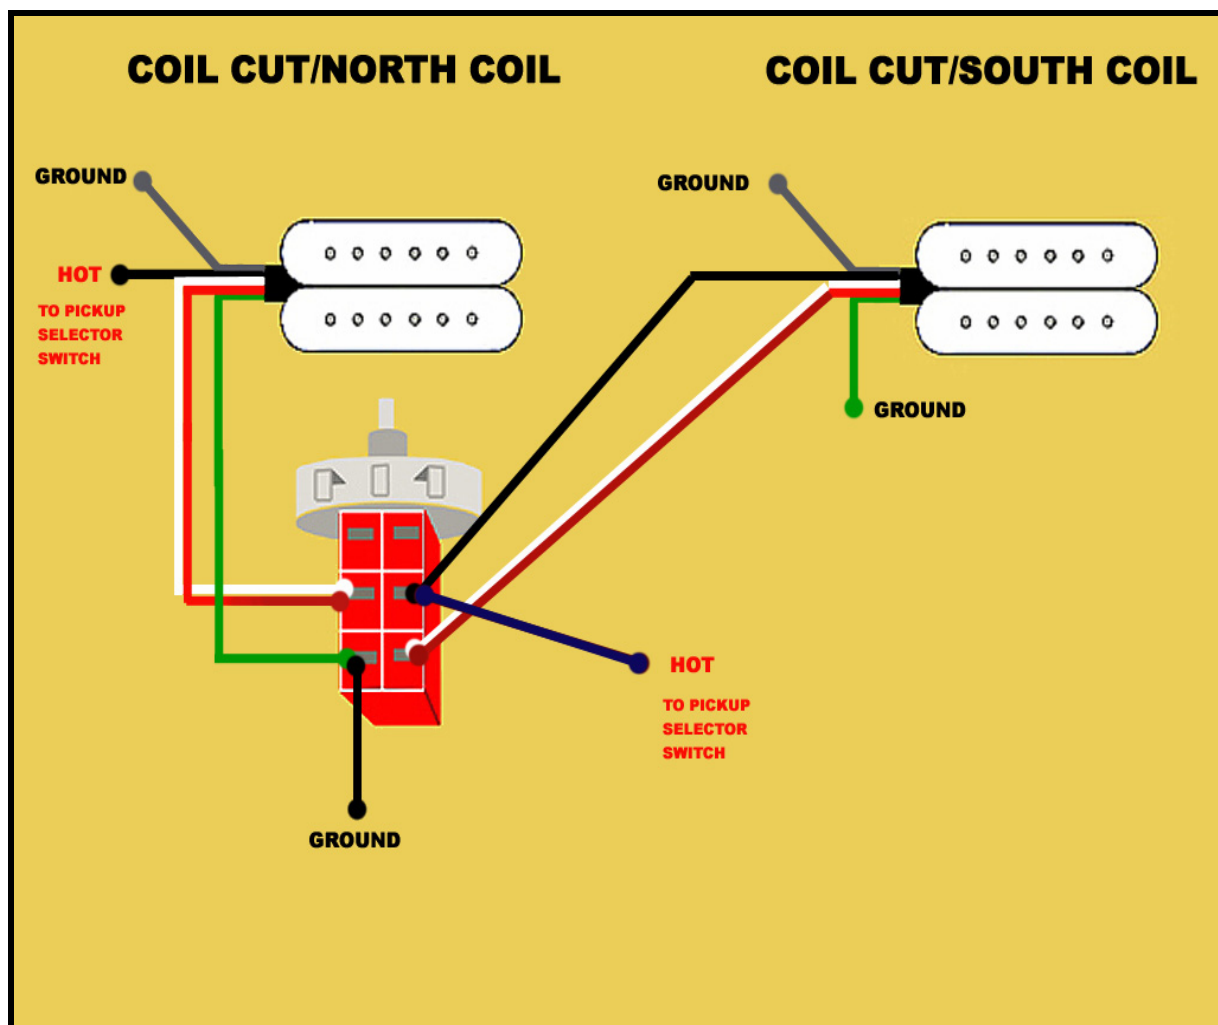 COIL CUT/NORTH COIL
COIL CUT/SOUTH COIL
GROUND
HOT
TO PICKUP
SELECTOR
SWITCH
GROUND
GROUND
HOT
TO PICKUP
SELECTOR
SWITCH
GROUND